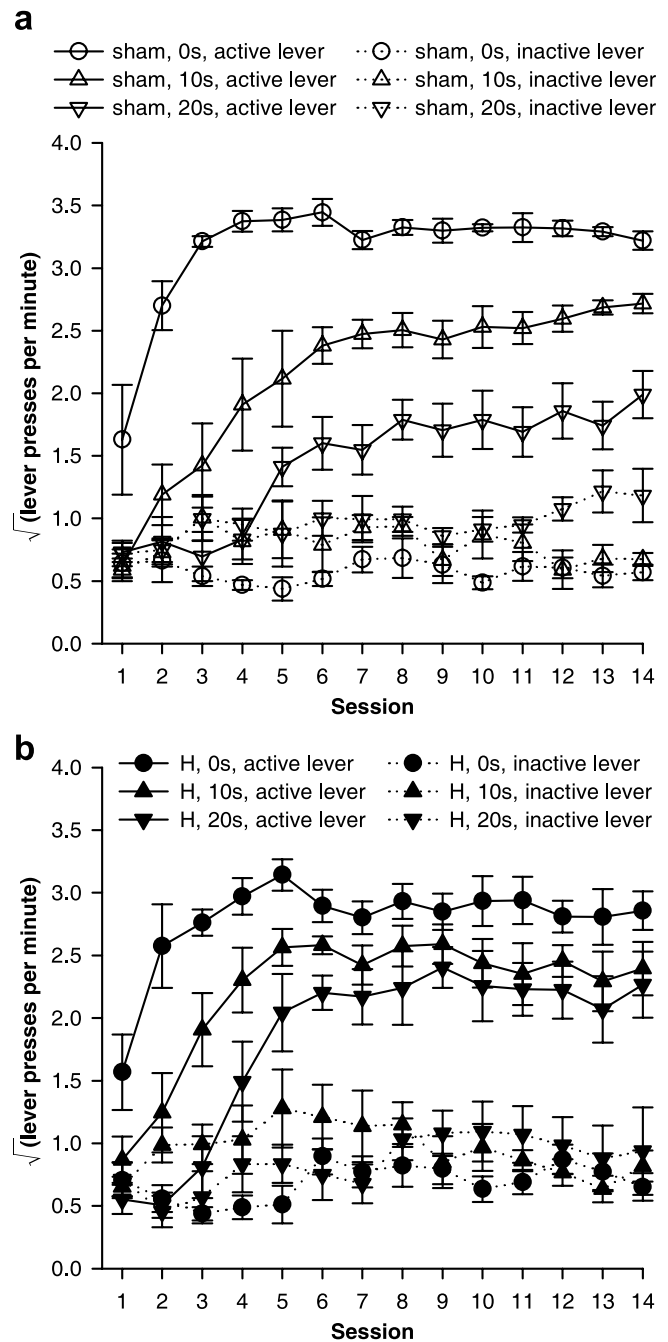 a
sham, 0s, active lever sham, 0s, inactive lever
sham, 10s, active lever sham, 10s, inactive lever
sham, 20s, active lever sham, 20s, inactive lever
4.0
3.5
3.0
2.5
2.0
1.5
1.0
0.5
0.0
√(lever presses per minute)
1 2 3 4 5 6 7 8 9 10 11 12 13 14
Session
b
H, 0s, active lever H, 0s, inactive lever
H, 10s, active lever H, 10s, inactive lever
H, 20s, active lever H, 20s, inactive lever
4.0
3.5
3.0
2.5
2.0
1.5
1.0
0.5
0.0
√(lever presses per minute)
1 2 3 4 5 6 7 8 9 10 11 12 13 14
Session